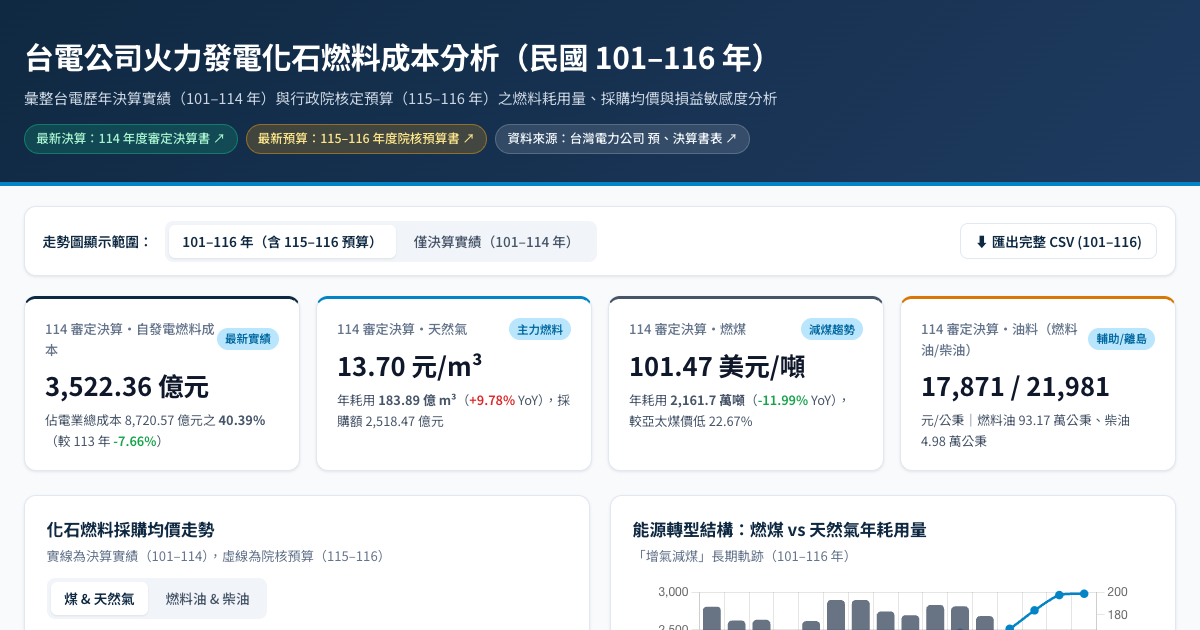 台電公司火力發電化石燃料成本分析（民國 101–116 年）
彙整台電歷年決算實績（101–114 年）與行政院核定預算（115–116 年）之燃料耗用量、採購均價與損益敏感度分析
最新決算：114 年度審定決算書 ↗
最新預算：115–116 年度院核預算書 ↗
資料來源：台灣電力公司 預、決算書表 ↗
走勢圖顯示範圍：
101–116 年（含 115–116 預算）
僅決算實績（101–114 年）
⬇ 匯出完整 CSV (101–116)
114 審定決算・自發電燃料成
本
最新實績
3,522.36 億元
佔電業總成本 8,720.57 億元之 40.39%
（較 113 年 -7.66%）
114 審定決算・天然氣
主力燃料
13.70 元/m³
年耗用 183.89 億 m³（+9.78% YoY），採
購額 2,518.47 億元
114 審定決算・燃煤
減煤趨勢
101.47 美元/噸
年耗用 2,161.7 萬噸（-11.99% YoY），
較亞太煤價低 22.67%
114 審定決算・油料（燃料
油/柴油）
輔助/離島
17,871 / 21,981
元/公秉｜燃料油 93.17 萬公秉、柴油
4.98 萬公秉
化石燃料採購均價走勢
實線為決算實績（101–114），虛線為院核預算（115–116）
煤 & 天然氣
燃料油 & 柴油
能源轉型結構：燃煤 vs 天然氣年耗用量
「增氣減煤」長期軌跡（101–116 年）
3,000
200
180
2,500